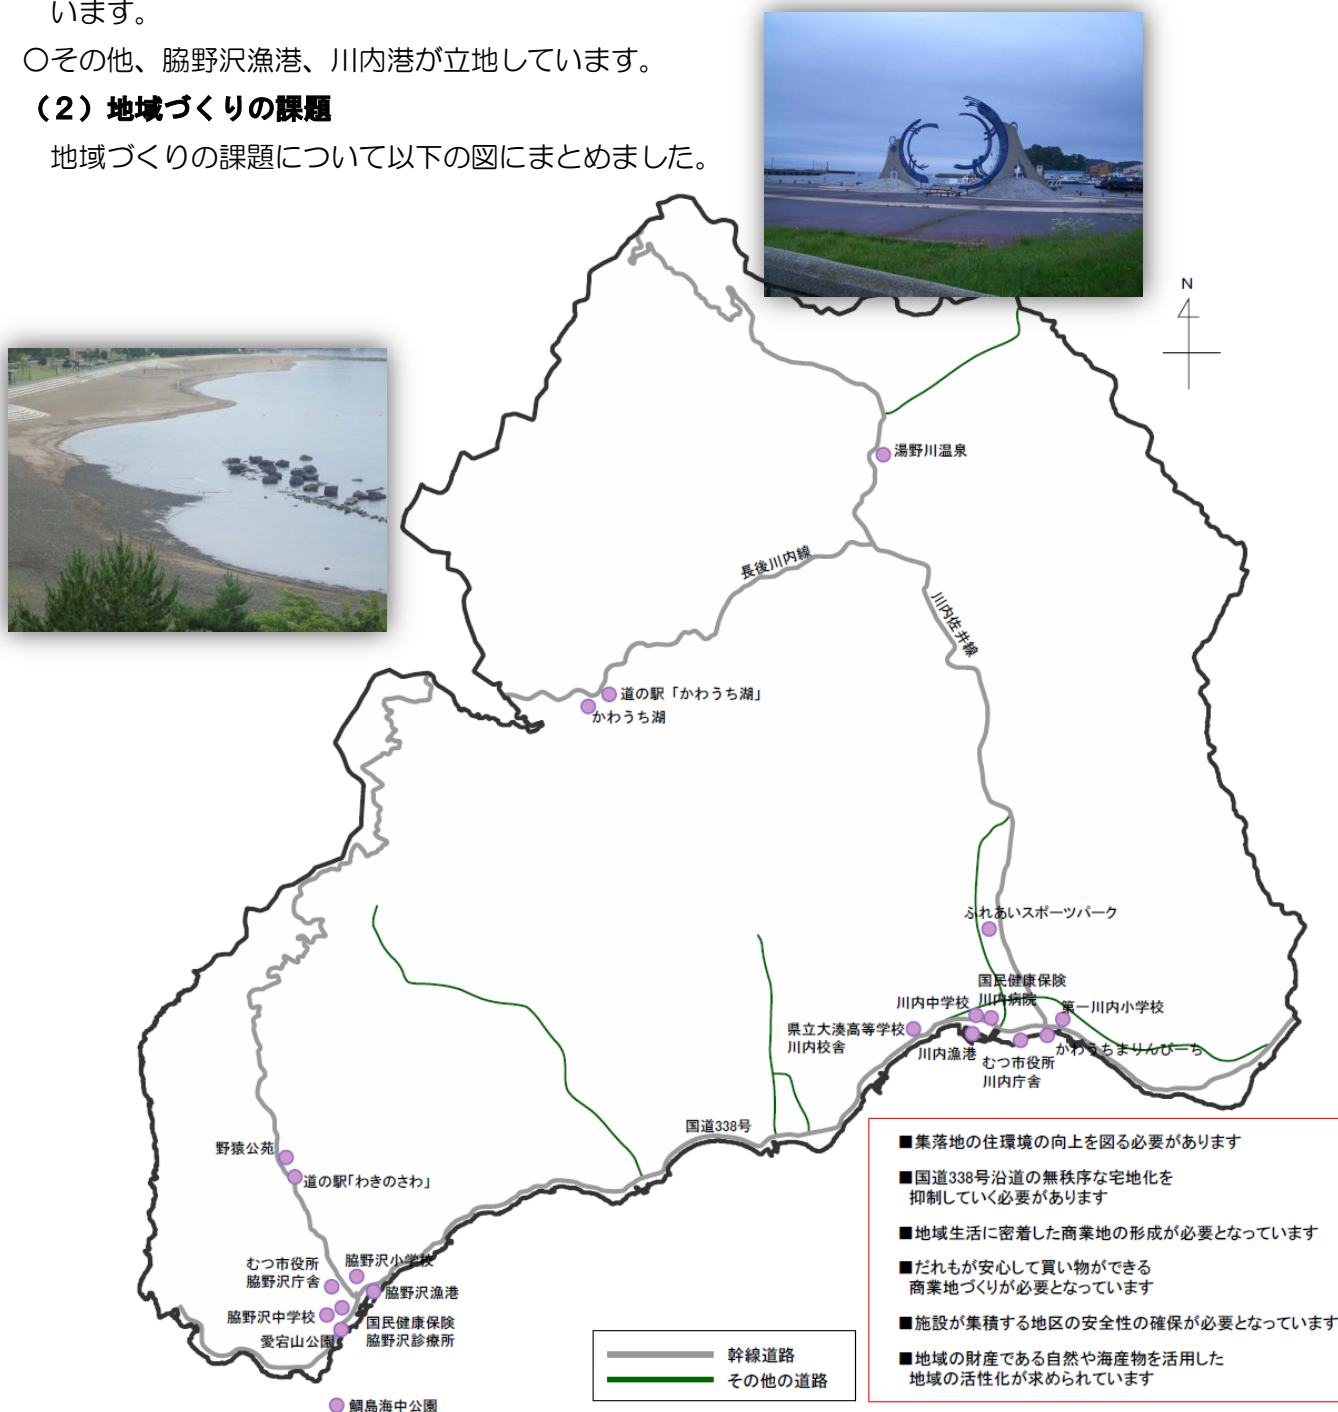 います。
〇その他、脇野沢漁港、川内港が立地しています。
（２）地域づくりの課題
地域づくりの課題について以下の図にまとめました。
N
湯野川温泉
長後川内線
川内佐井線
道の駅「かわうち湖」
かわうち湖
ふれあいスポーツパーク
国民健康保険
川内病院
川内中学校
第一川内小学校
県立大湊高等学校
川内校舎
川内漁港
むつ市役所
川内庁舎
かわうちまりんびーち
国道338号
野猿公苑
道の駅「わきのさわ」
むつ市役所
脇野沢庁舎
脇野沢小学校
脇野沢漁港
脇野沢中学校
国民健康保険
脇野沢診療所
愛宕山公園
鯛島海中公園
幹線道路
その他の道路
■集落地の住環境の向上を図る必要があります
■国道338号沿道の無秩序な宅地化を
抑制していく必要があります
■地域生活に密着した商業地の形成が必要となっています
■だれもが安心して買い物ができる
商業地づくりが必要となっています
■施設が集積する地区の安全性の確保が必要となっています
■地域の財産である自然や海産物を活用した
地域の活性化が求められています